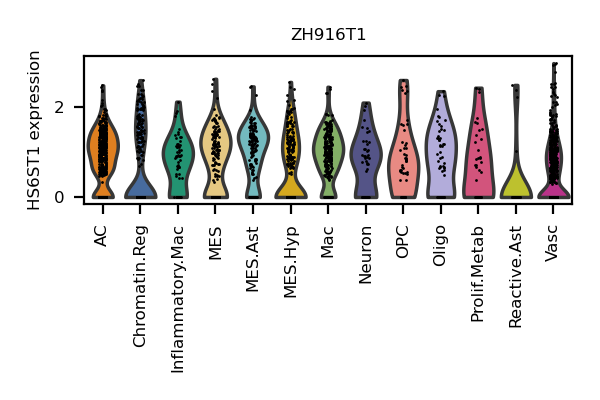 ZH916T1
HS6ST1 expression
2
0
AC
Chromatin.Reg
Inflammatory.Mac
MES
MES.Ast
MES.Hyp
Mac
Neuron
OPC
Oligo
Prolif.Metab
Reactive.Ast
Vasc